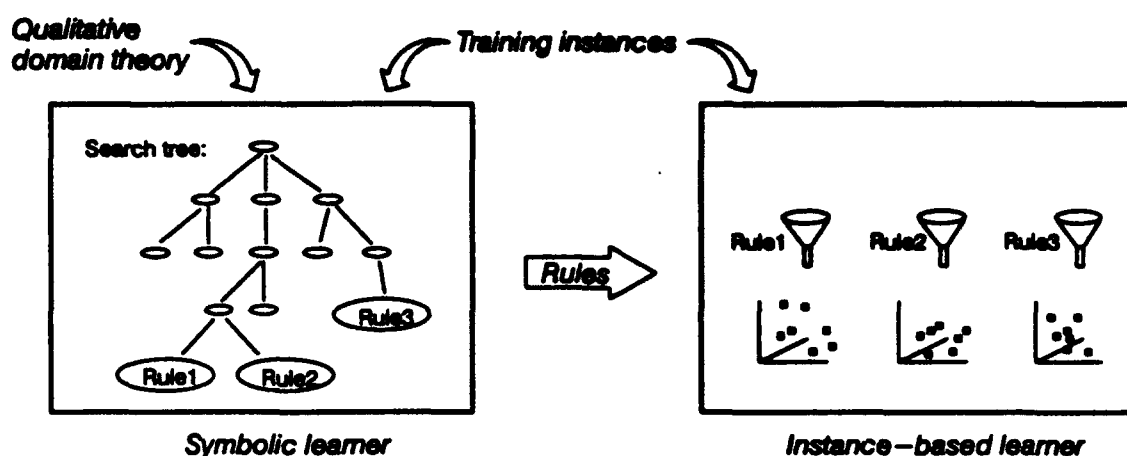 Qualitative
domain theory
Training instances
Search tree:
Rule1
Rule2
Rule3
Rules
Rule3
Rule1
Rule2
Symbolic learner
Instance-based learner